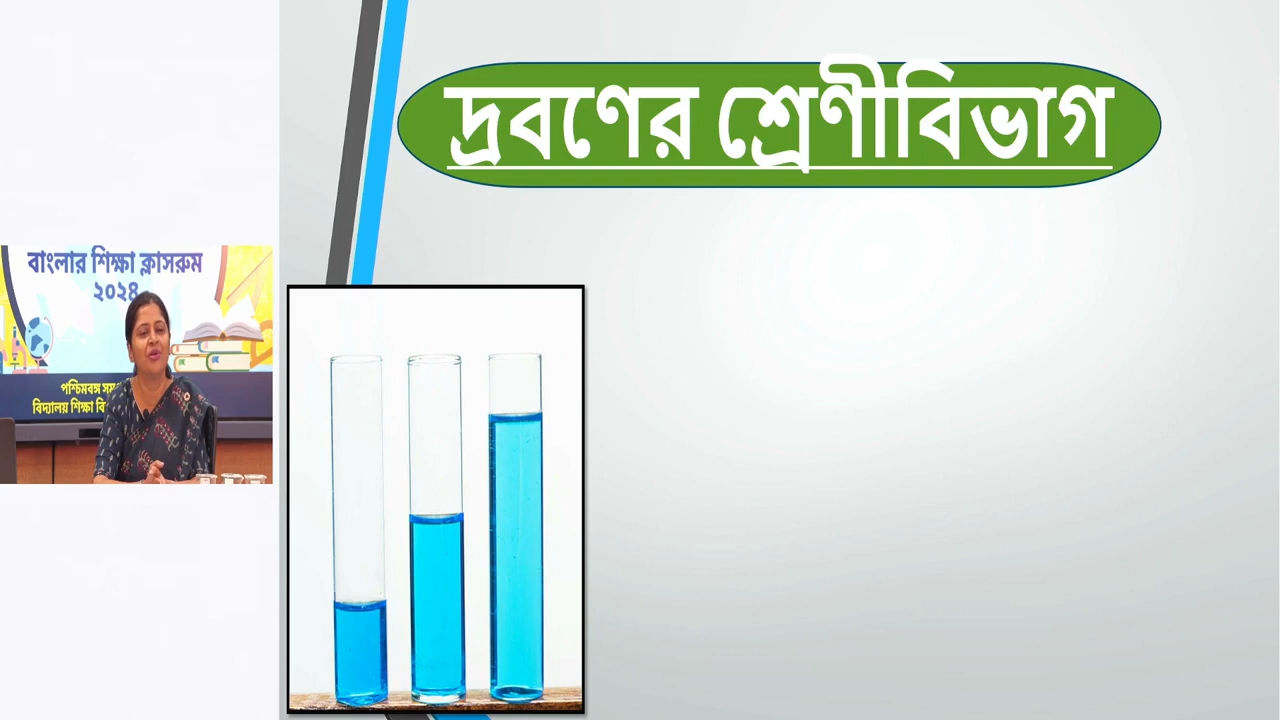 দ্রবণের শ্রেণীবিভাগ
বাংলার শিক্ষা ক্লাসরুম
২০২৪
পশ্চিমবঙ্গ
বিদ্যালয় শিক্ষা